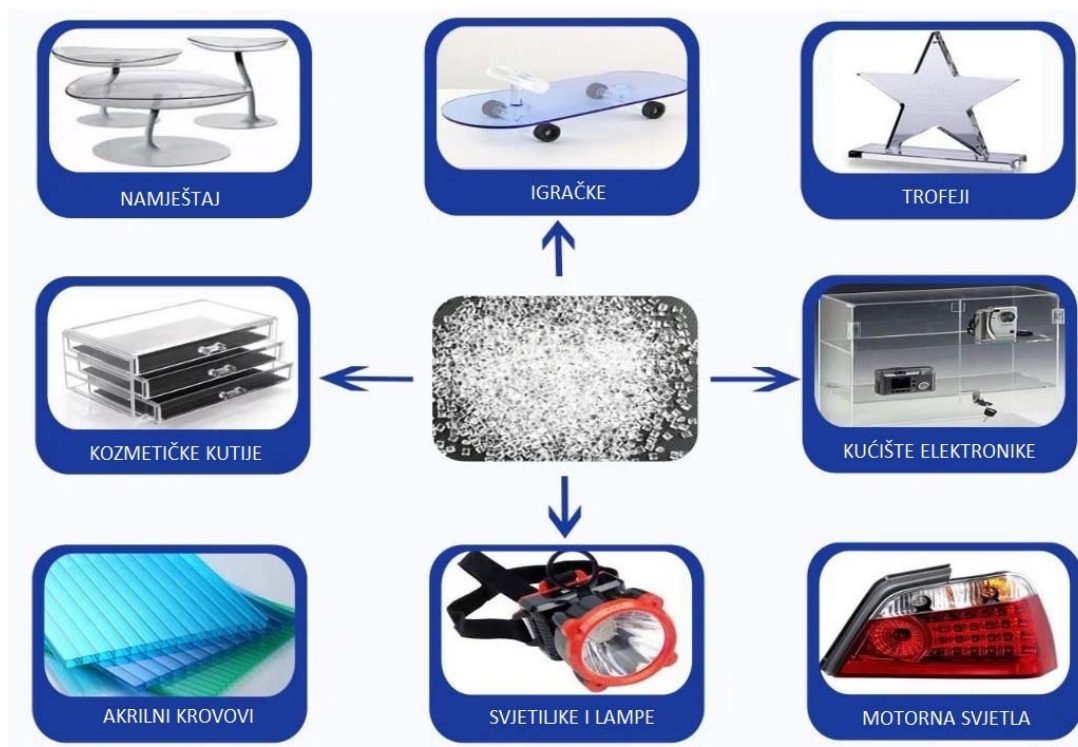 NAMJEŠTAJ
IGRAČKE
TROFEJI
KOZMETIČKE KUTIJE
KUĆIŠTE ELEKTRONIKE
AKRILNI KROVOVI
SVJETILJKE I LAMPE
MOTORNA SVJETLA